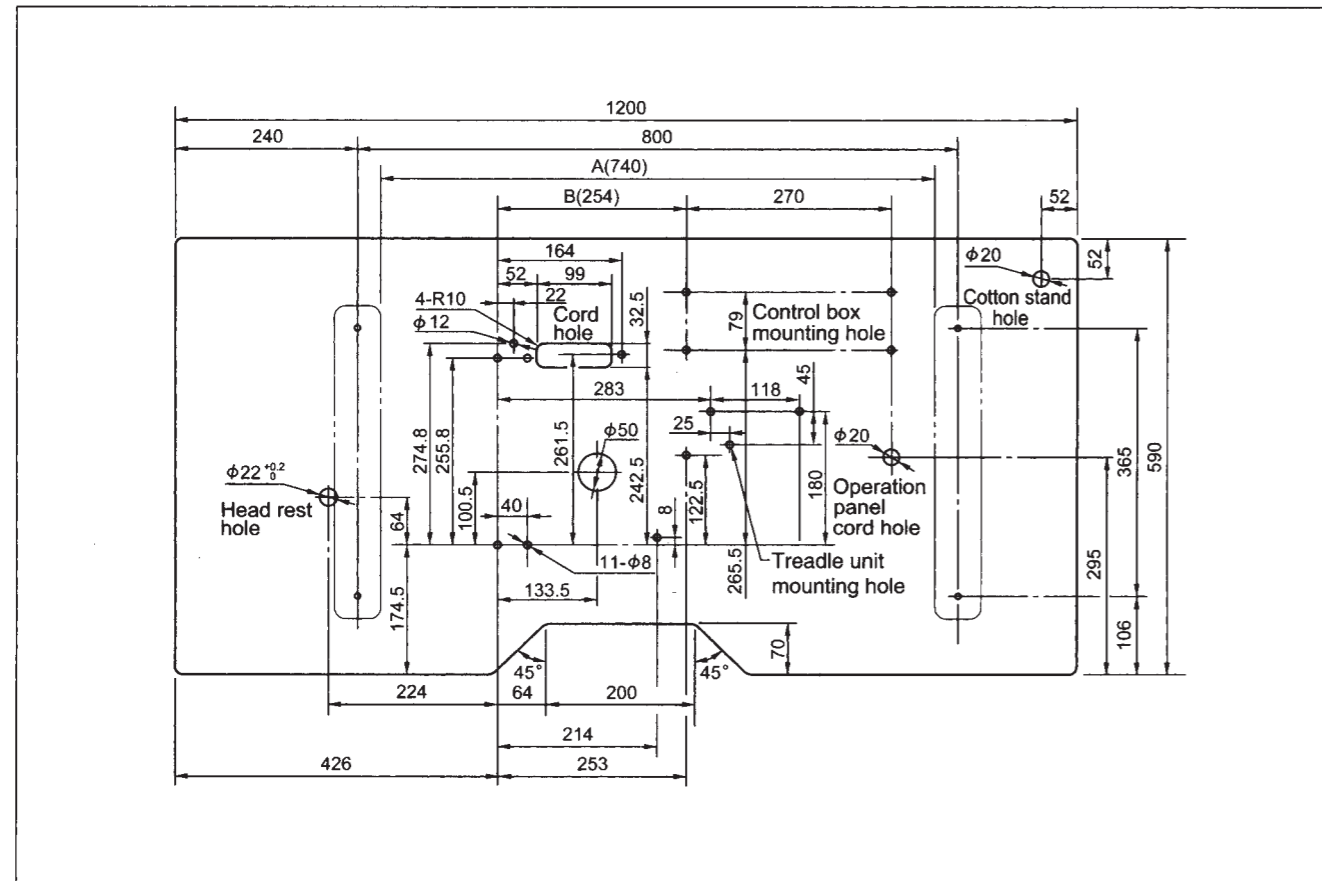 1200
240
800
A(740)
B(254)
270
52
164
52
99
22
4-R10
φ12
Cord
hole
32.5
79
Control box
mounting hole
φ20
52
Cotton stand
hole
283
118
45
25
274.8
255.8
261.5
φ50
242.5
φ20
365
590
φ22 +0.2 0
Head rest
hole
64
100.5
40
8
122.5
180
Operation
panel
cord hole
11-φ8
265.5
Treadle unit
mounting hole
295
133.5
174.5
106
70
45°
45°
224
64
200
214
426
253